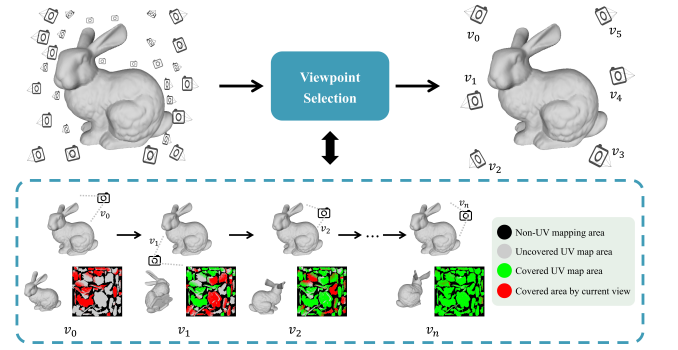 v₀
v₅
v₁
v₄
v₂
v₃
Viewpoint
Selection
v₀
v₁
v₂
vₙ
...
Non-UV mapping area
Uncovered UV map area
Covered UV map area
Covered area by current view
v₀
v₁
v₂
vₙ